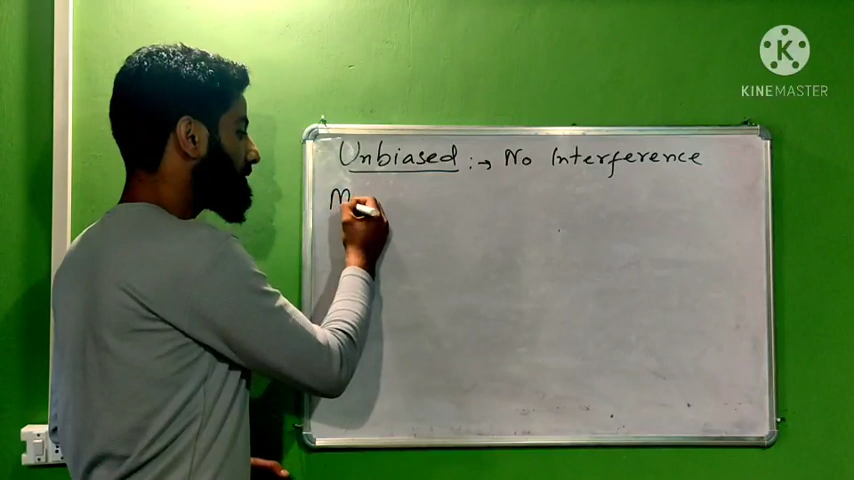 KINEMASTER
Unbiased :→ No Interference
M